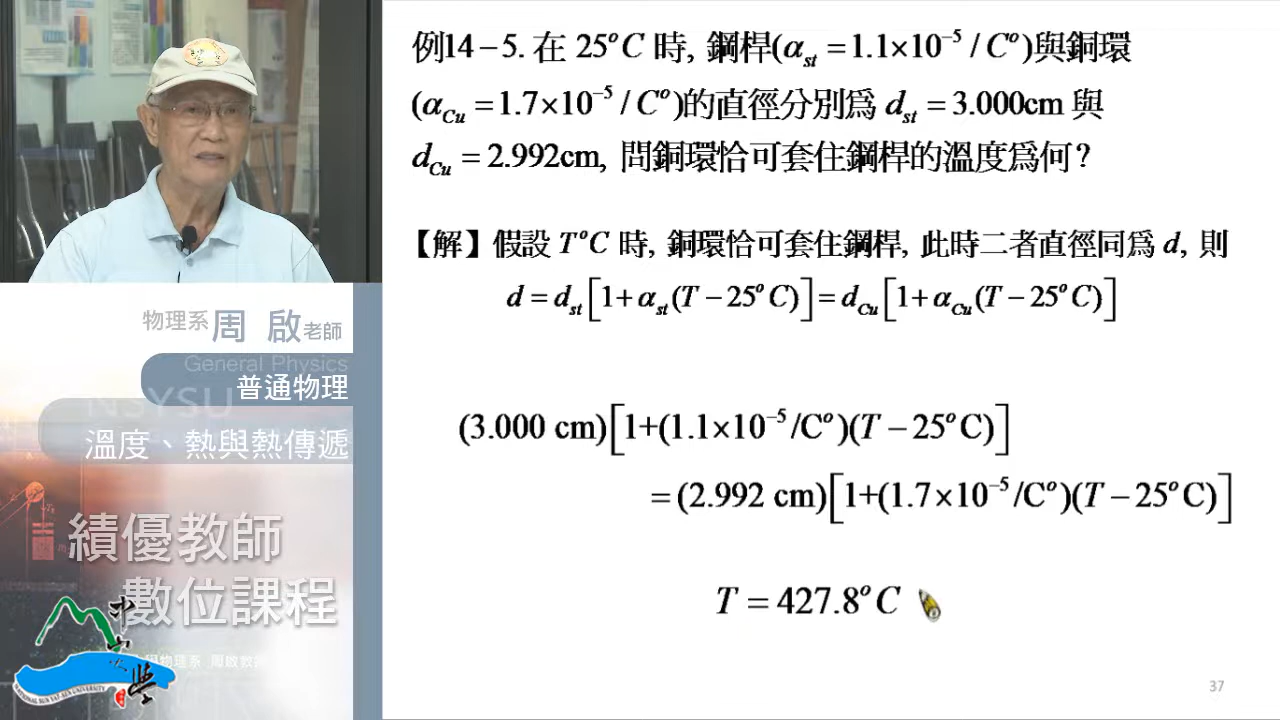 例14－5. 在 25°C 時, 鋼桿(α_st = 1.1×10⁻⁵ / C°)與銅環
(α_Cu = 1.7×10⁻⁵ / C°)的直徑分別為 d_st = 3.000cm 與
d_Cu = 2.992cm, 問銅環恰可套住鋼桿的溫度為何?
【解】假設 T°C 時, 銅環恰可套住鋼桿, 此時二者直徑同為 d, 則
d = d_st[1+α_st(T－25°C)] = d_Cu[1+α_Cu(T－25°C)]
(3.000 cm)[1+(1.1×10⁻⁵/C°)(T－25°C)]
=(2.992 cm)[1+(1.7×10⁻⁵/C°)(T－25°C)]
T = 427.8°C
37
物理系 周 啟 老師
General Physics
普通物理
NSYSU
溫度、熱與熱傳遞
績優教師
數位課程